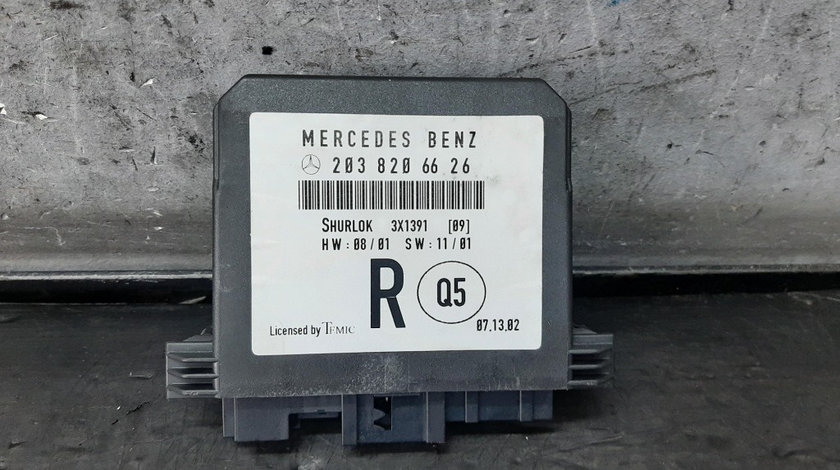 MERCEDES BENZ
203 820 66 26
SHURLOK 3X1391 [09]
HW : 08 / 01 SW : 11 / 01
R Q5
Licensed by TEMIC 07.13.02